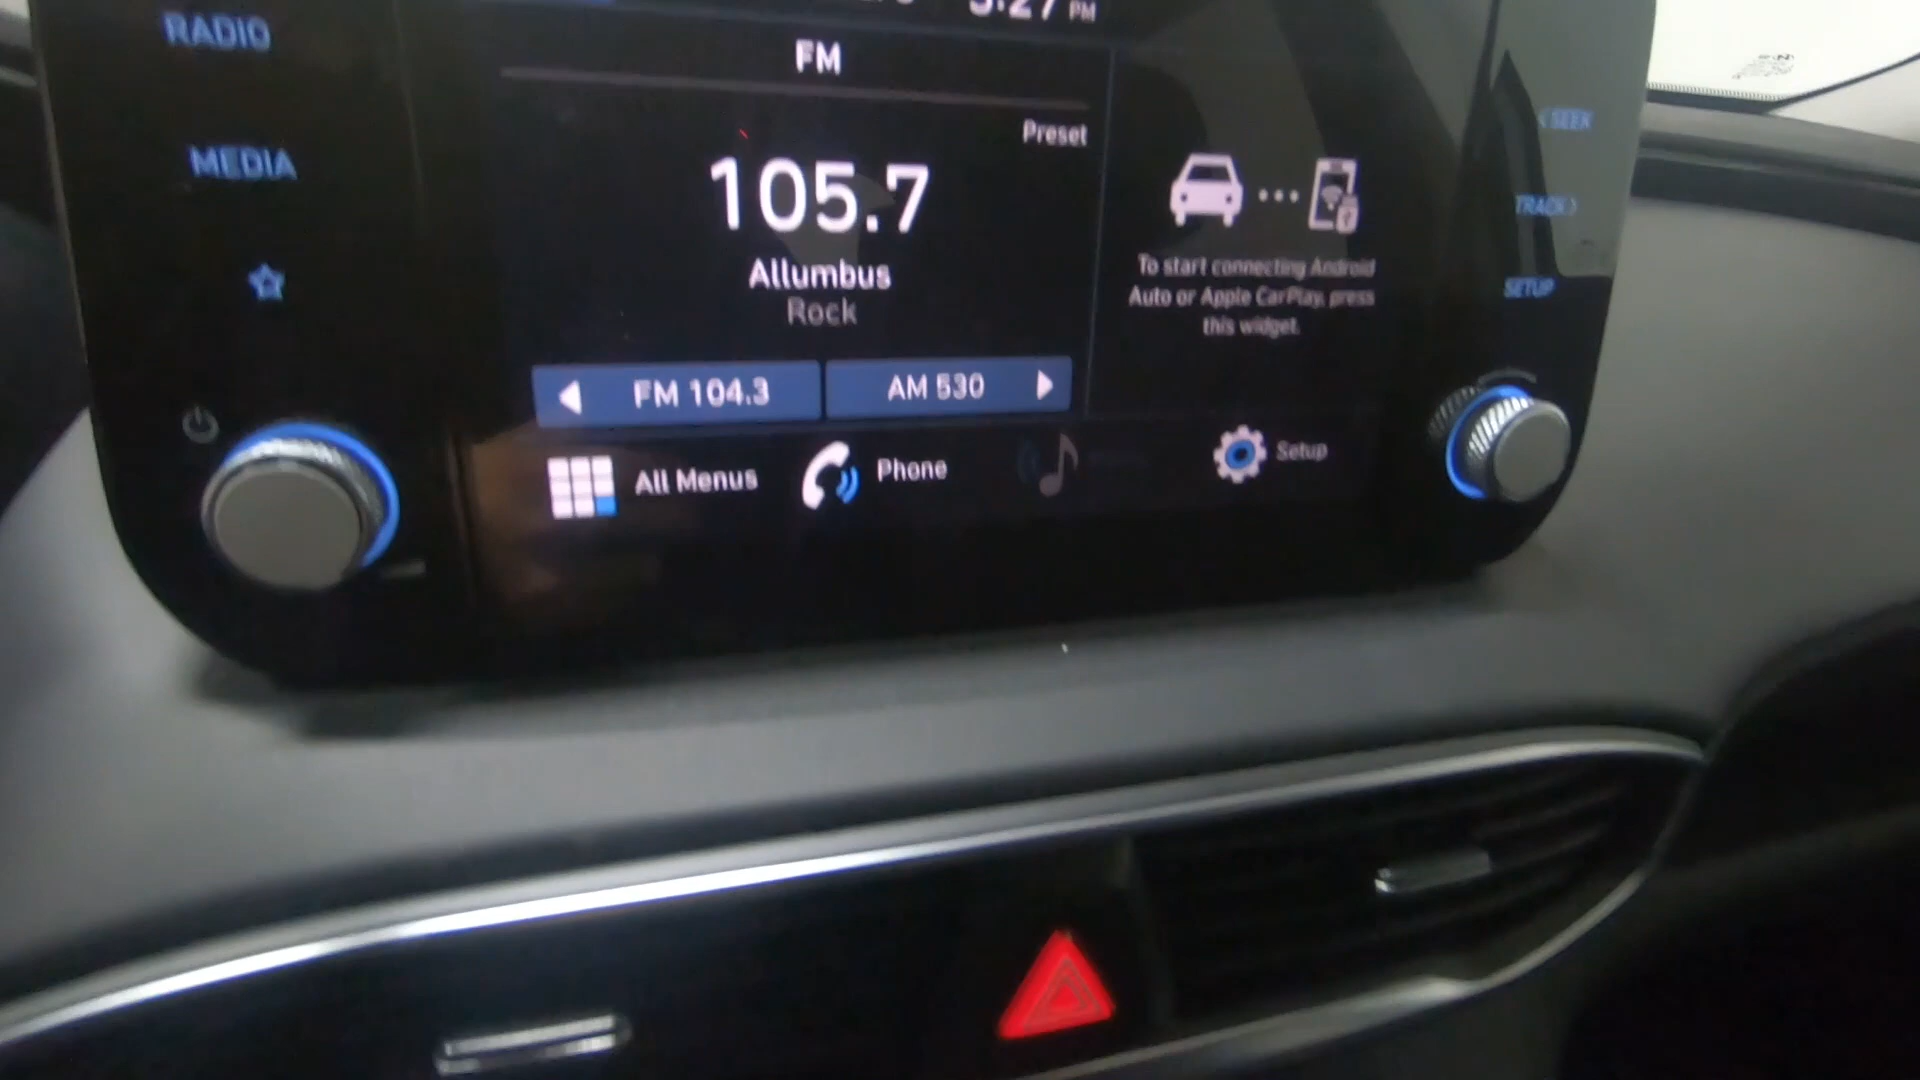 RADIO
MEDIA
FM
Preset
105.7
Allumbus
Rock
FM 104.3
AM 530
To start connecting Android
Auto or Apple CarPlay, press
this widget.
All Menus
Phone
Setup
< SEEK
TRACK >
SETUP